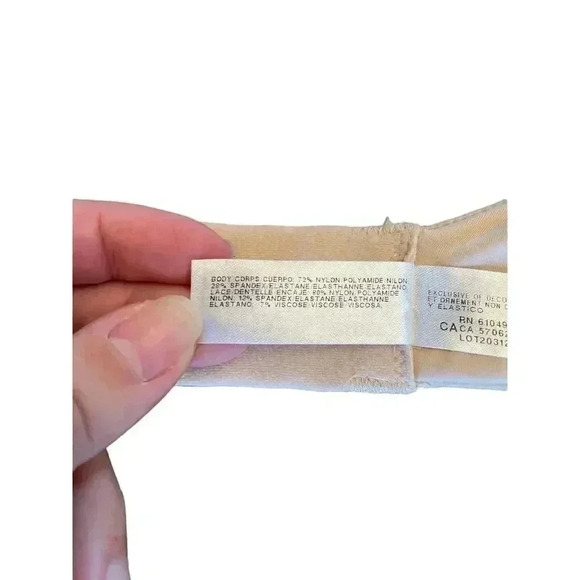 BODY·CORPS·CUERPO: 72% NYLON·POLYAMIDE·NILON,
28% SPANDEX·ELASTANE·ELASTHANNE·ELASTANO,
LACE·DENTELLE·ENCAJE: 80% NYLON·POLYAMIDE
NILON, 13% SPANDEX·ELASTANE·ELASTHANNE
ELASTANO, 7% VISCOSE·VISCOSE·VISCOSA.
EXCLUSIVE OF DECO
ET ORNEMENT NON
Y ELASTICO
RN 61049
CA CA 57062
LOT20312